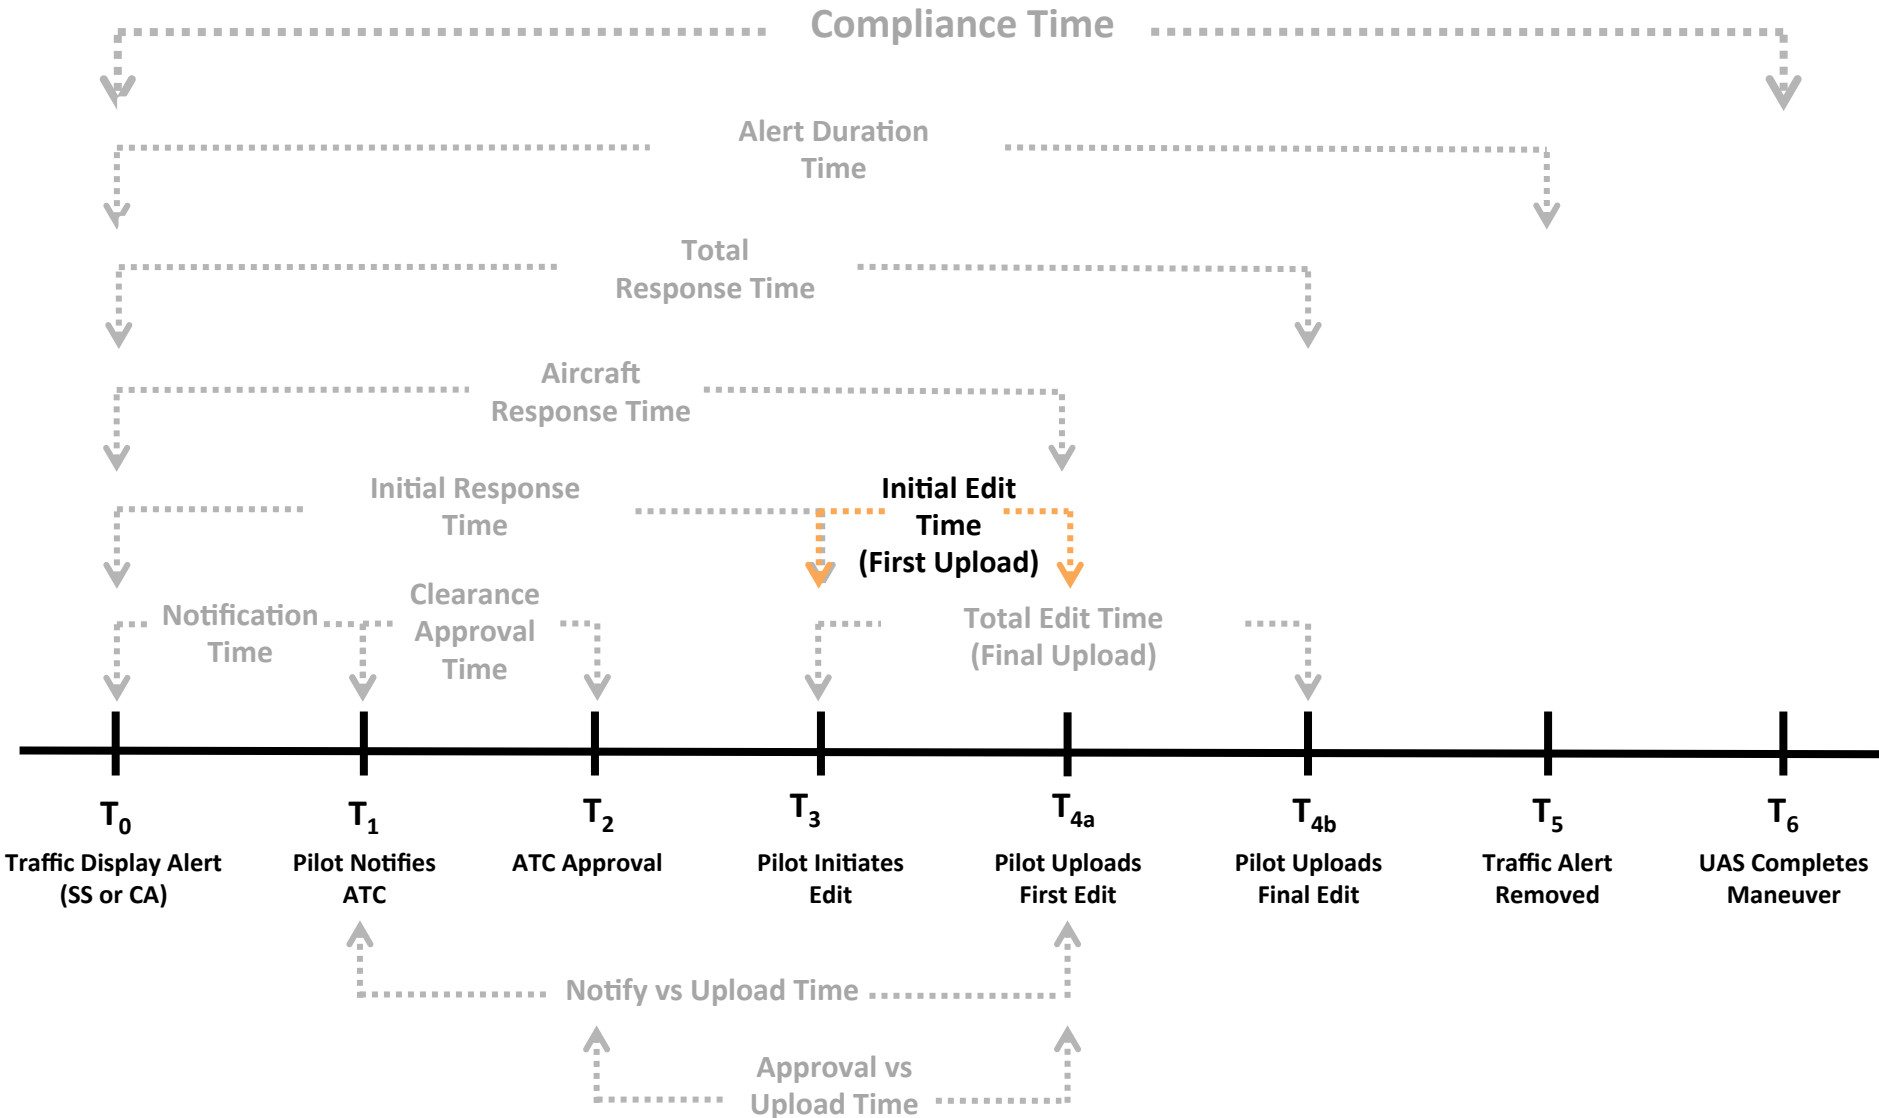 Compliance Time
Alert Duration
Time
Total
Response Time
Aircraft
Response Time
Initial Response
Time
Initial Edit
Time
(First Upload)
Notification
Time
Clearance
Approval
Time
Total Edit Time
(Final Upload)
T0
T1
T2
T3
T4a
T4b
T5
T6
Traffic Display Alert
(SS or CA)
Pilot Notifies
ATC
ATC Approval
Pilot Initiates
Edit
Pilot Uploads
First Edit
Pilot Uploads
Final Edit
Traffic Alert
Removed
UAS Completes
Maneuver
Notify vs Upload Time
Approval vs
Upload Time